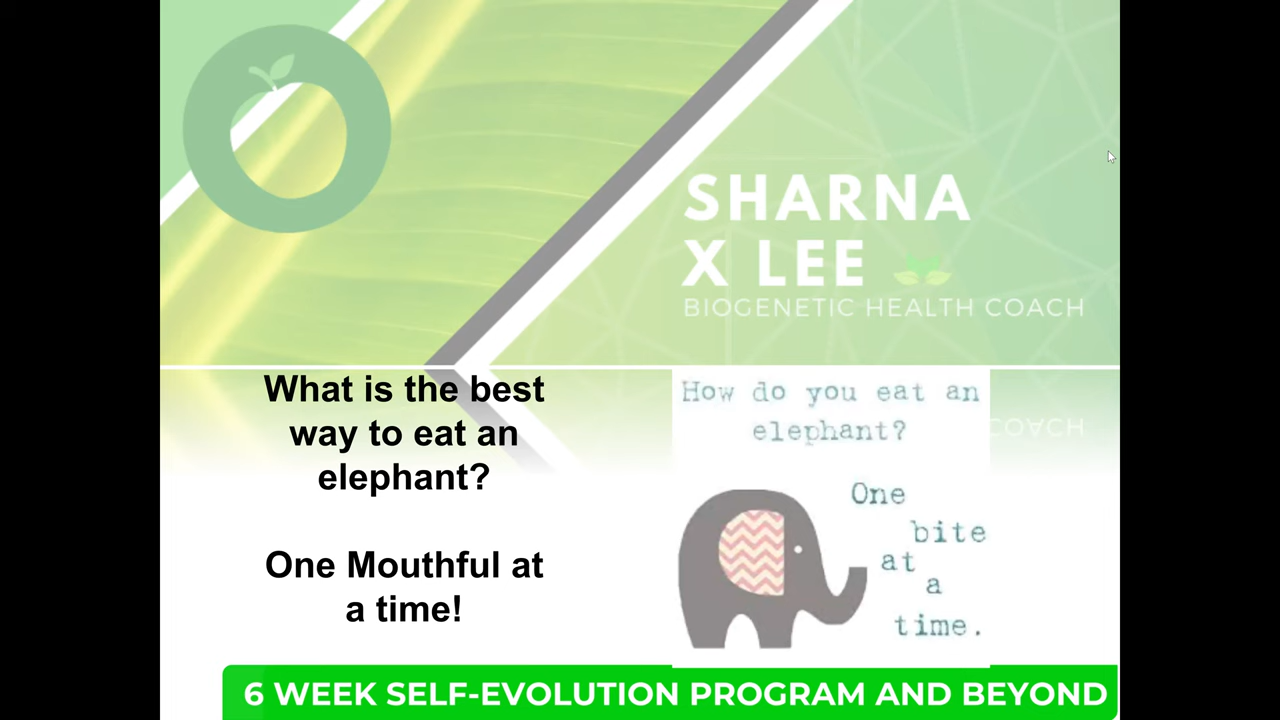 SHARNA
X LEE
BIOGENETIC HEALTH COACH
What is the best
way to eat an
elephant?
One Mouthful at
a time!
How do you eat an
elephant?
One
bite
at
a
time.
COACH
6 WEEK SELF-EVOLUTION PROGRAM AND BEYOND